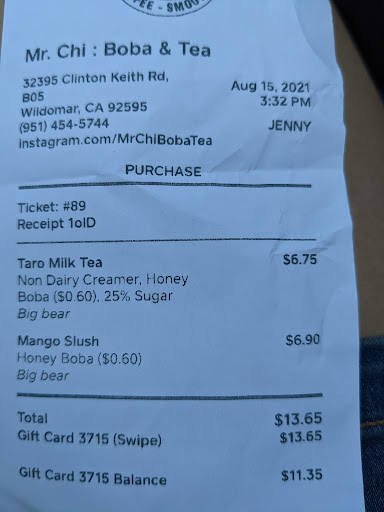 FEE - SMOO
Mr. Chi : Boba & Tea
32395 Clinton Keith Rd,
B05
Wildomar, CA 92595
(951) 454-5744
Instagram.com/MrChiBobaTea
Aug 15, 2021
3:32 PM
JENNY
PURCHASE
Ticket: #89
Receipt 1oID
Taro Milk Tea $6.75
Non Dairy Creamer, Honey
Boba ($0.60), 25% Sugar
Big bear
Mango Slush $6.90
Honey Boba ($0.60)
Big bear
Total $13.65
Gift Card 3715 (Swipe) $13.65
Gift Card 3715 Balance $11.35